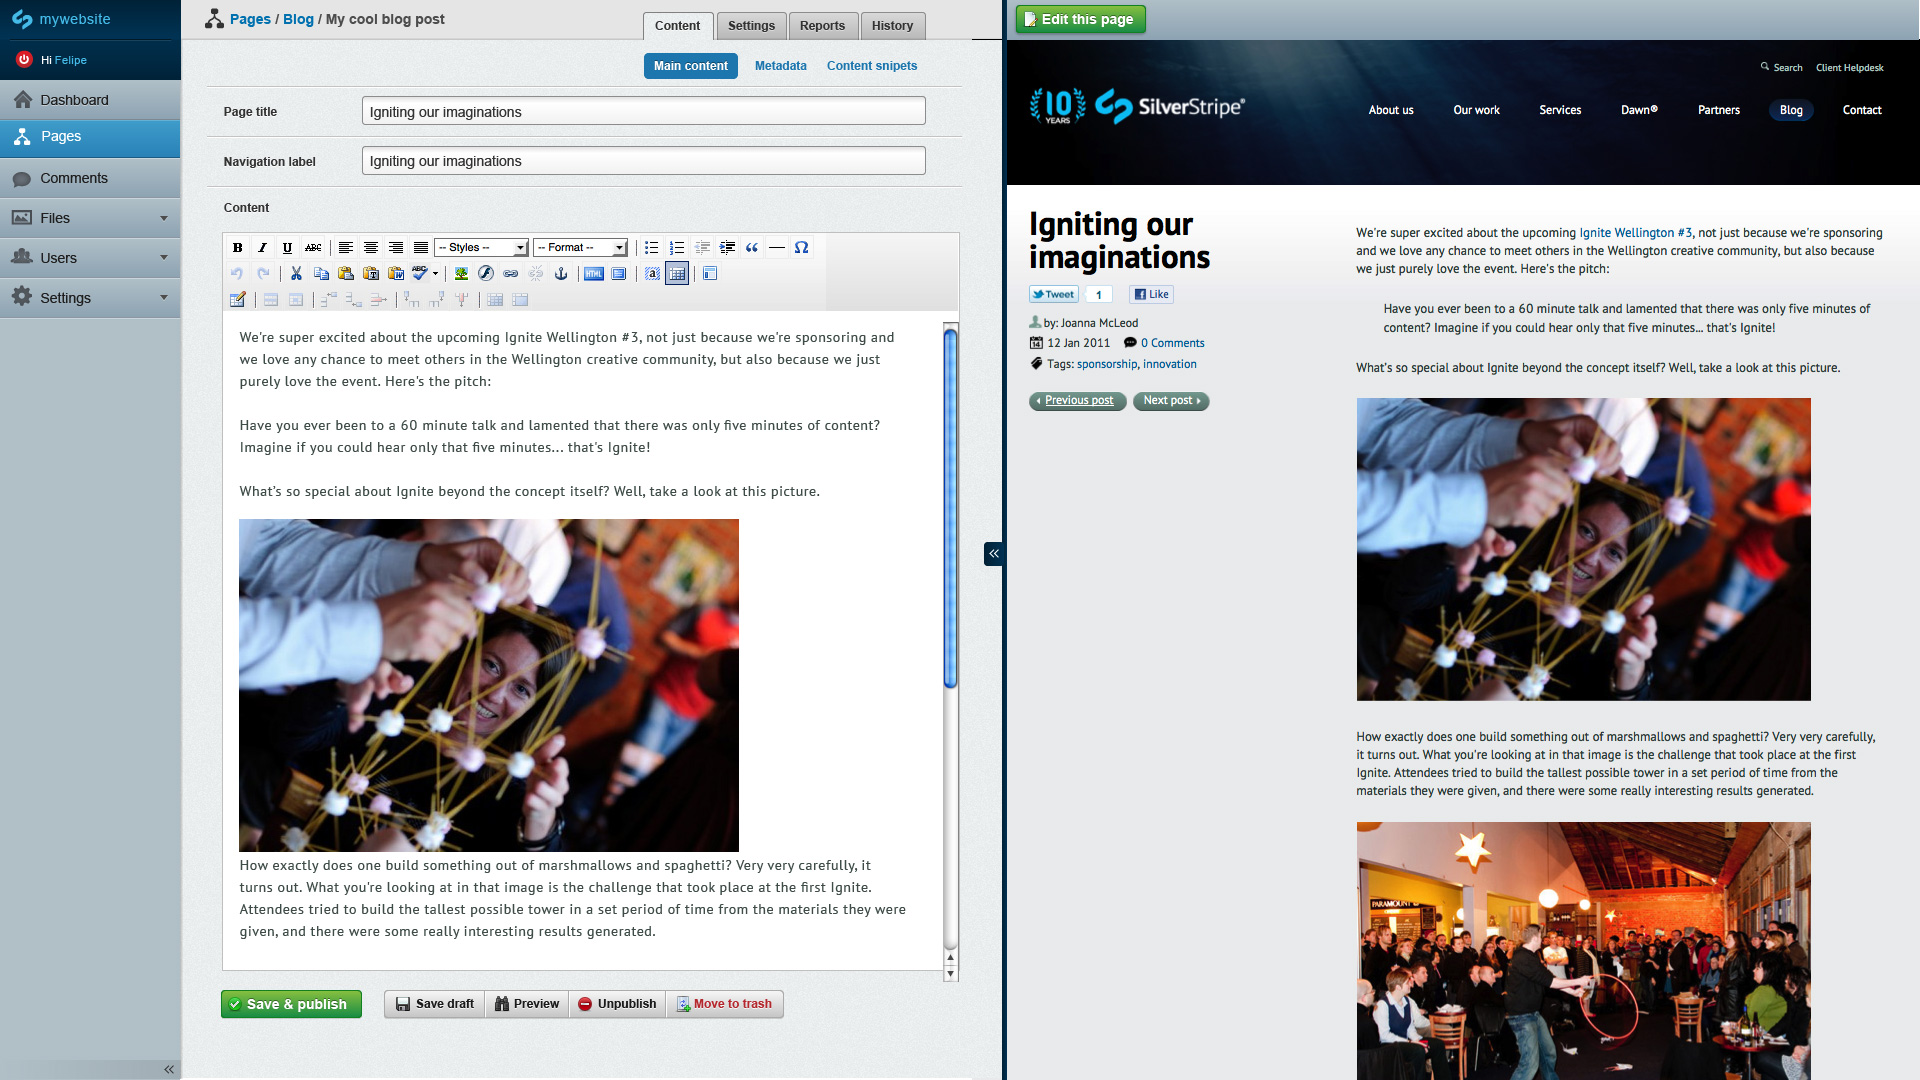 mywebsite
Hi Felipe
Dashboard
Pages
Comments
Files
Users
Settings
Pages / Blog / My cool blog post
Content
Settings
Reports
History
Main content
Metadata
Content snipets
Page title
Igniting our imaginations
Navigation label
Igniting our imaginations
Content
B I U ABC
-- Styles --
-- Format --
HTML
We're super excited about the upcoming Ignite Wellington #3, not just because we're sponsoring and
we love any chance to meet others in the Wellington creative community, but also because we just
purely love the event. Here's the pitch:
Have you ever been to a 60 minute talk and lamented that there was only five minutes of content?
Imagine if you could hear only that five minutes... that's Ignite!
What's so special about Ignite beyond the concept itself? Well, take a look at this picture.
How exactly does one build something out of marshmallows and spaghetti? Very very carefully, it
turns out. What you're looking at in that image is the challenge that took place at the first Ignite.
Attendees tried to build the tallest possible tower in a set period of time from the materials they were
given, and there were some really interesting results generated.
Save & publish
Save draft
Preview
Unpublish
Move to trash
Edit this page
Search
Client Helpdesk
10 YEARS
SilverStripe®
About us
Our work
Services
Dawn®
Partners
Blog
Contact
Igniting our
imaginations
Tweet
1
Like
by: Joanna McLeod
12 Jan 2011
0 Comments
Tags: sponsorship, innovation
Previous post
Next post
We're super excited about the upcoming Ignite Wellington #3, not just because we're sponsoring
and we love any chance to meet others in the Wellington creative community, but also because
we just purely love the event. Here's the pitch:
Have you ever been to a 60 minute talk and lamented that there was only five minutes of
content? Imagine if you could hear only that five minutes... that's Ignite!
What's so special about Ignite beyond the concept itself? Well, take a look at this picture.
How exactly does one build something out of marshmallows and spaghetti? Very very carefully,
it turns out. What you're looking at in that image is the challenge that took place at the first
Ignite. Attendees tried to build the tallest possible tower in a set period of time from the
materials they were given, and there were some really interesting results generated.
PARAMOUNT